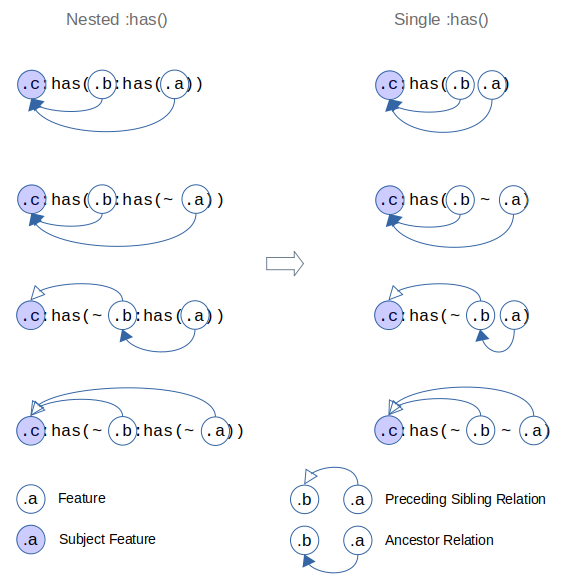 Nested :has()
Single :has()
.c:has(.b:has(.a))
.c:has(.b .a)
.c:has(.b:has(~ .a))
.c:has(.b ~ .a)
.c:has(~ .b:has(.a))
.c:has(~ .b .a)
.c:has(~ .b:has(~ .a))
.c:has(~ .b ~ .a)
.a Feature
.b .a Preceding Sibling Relation
.a Subject Feature
.b .a Ancestor Relation